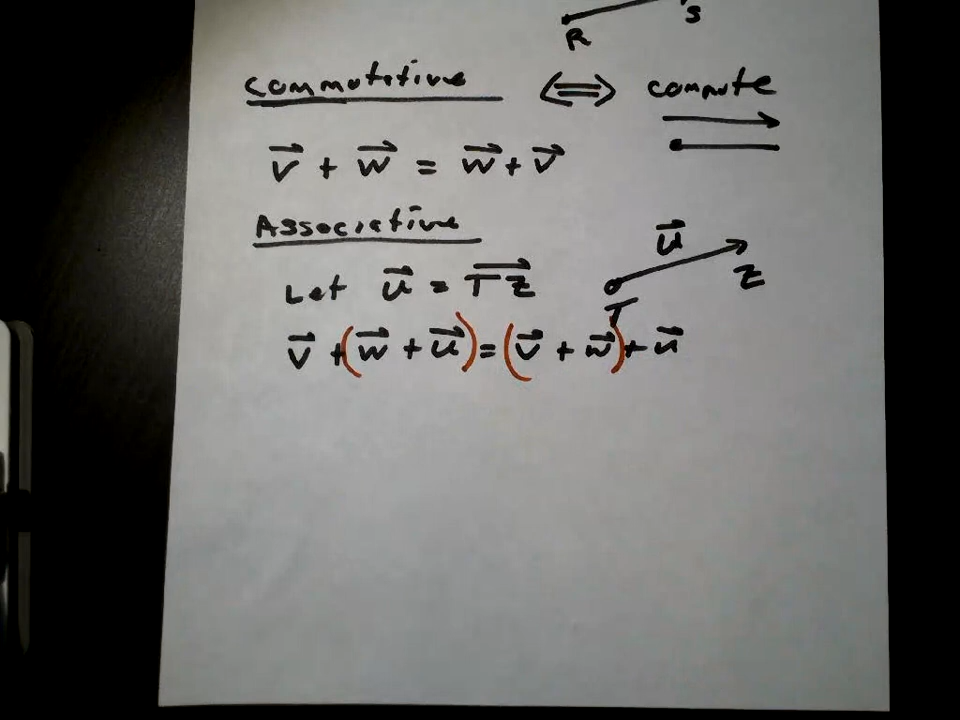 R S
Commutative ⟺ commute
v⃗ + w⃗ = w⃗ + v⃗
Associative
u⃗
Let u⃗ = T⃗Z⃗
T Z
v⃗ + (w⃗ + u⃗) = (v⃗ + w⃗) + u⃗